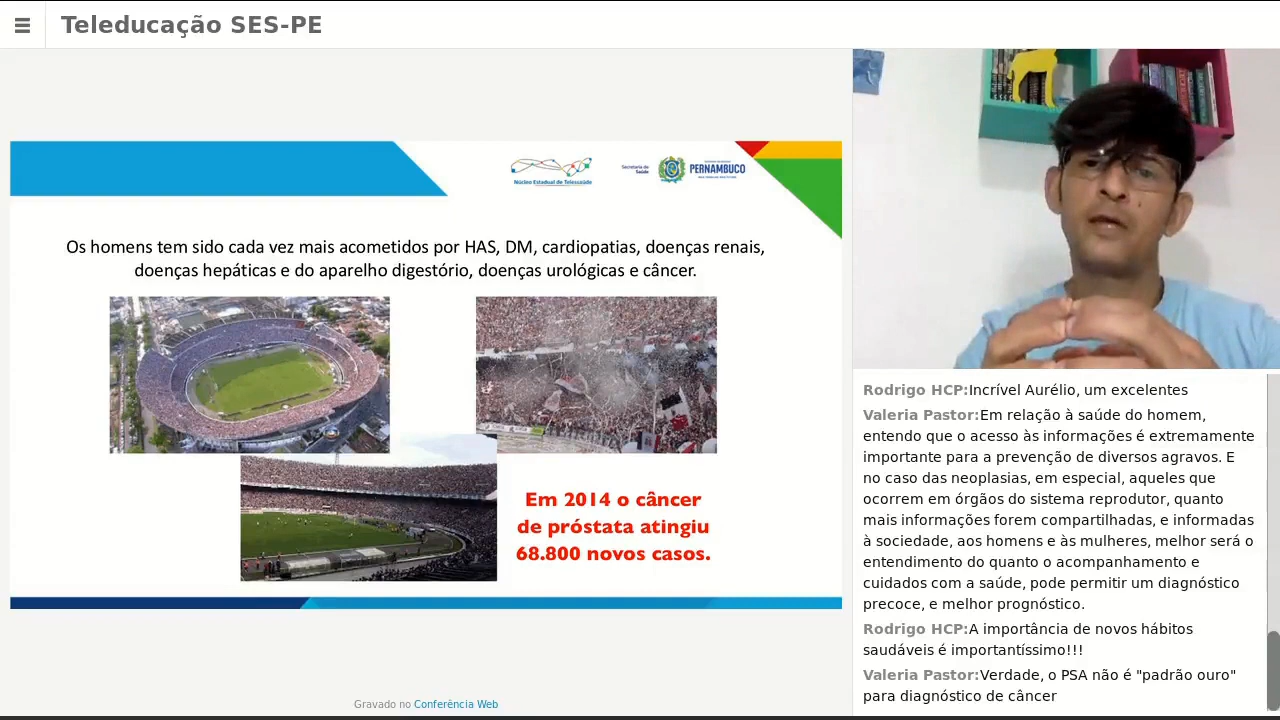 Teleducação SES-PE
Núcleo Estadual de Telessaúde
Secretaria de
Saúde
PERNAMBUCO
Os homens tem sido cada vez mais acometidos por HAS, DM, cardiopatias, doenças renais,
doenças hepáticas e do aparelho digestório, doenças urológicas e câncer.
Em 2014 o câncer
de próstata atingiu
68.800 novos casos.
Gravado no Conferência Web
Rodrigo HCP:Incrível Aurélio, um excelentes
Valeria Pastor:Em relação à saúde do homem,
entendo que o acesso às informações é extremamente
importante para a prevenção de diversos agravos. E
no caso das neoplasias, em especial, aqueles que
ocorrem em órgãos do sistema reprodutor, quanto
mais informações forem compartilhadas, e informadas
à sociedade, aos homens e às mulheres, melhor será o
entendimento do quanto o acompanhamento e
cuidados com a saúde, pode permitir um diagnóstico
precoce, e melhor prognóstico.
Rodrigo HCP:A importância de novos hábitos
saudáveis é importantíssimo!!!
Valeria Pastor:Verdade, o PSA não é "padrão ouro"
para diagnóstico de câncer